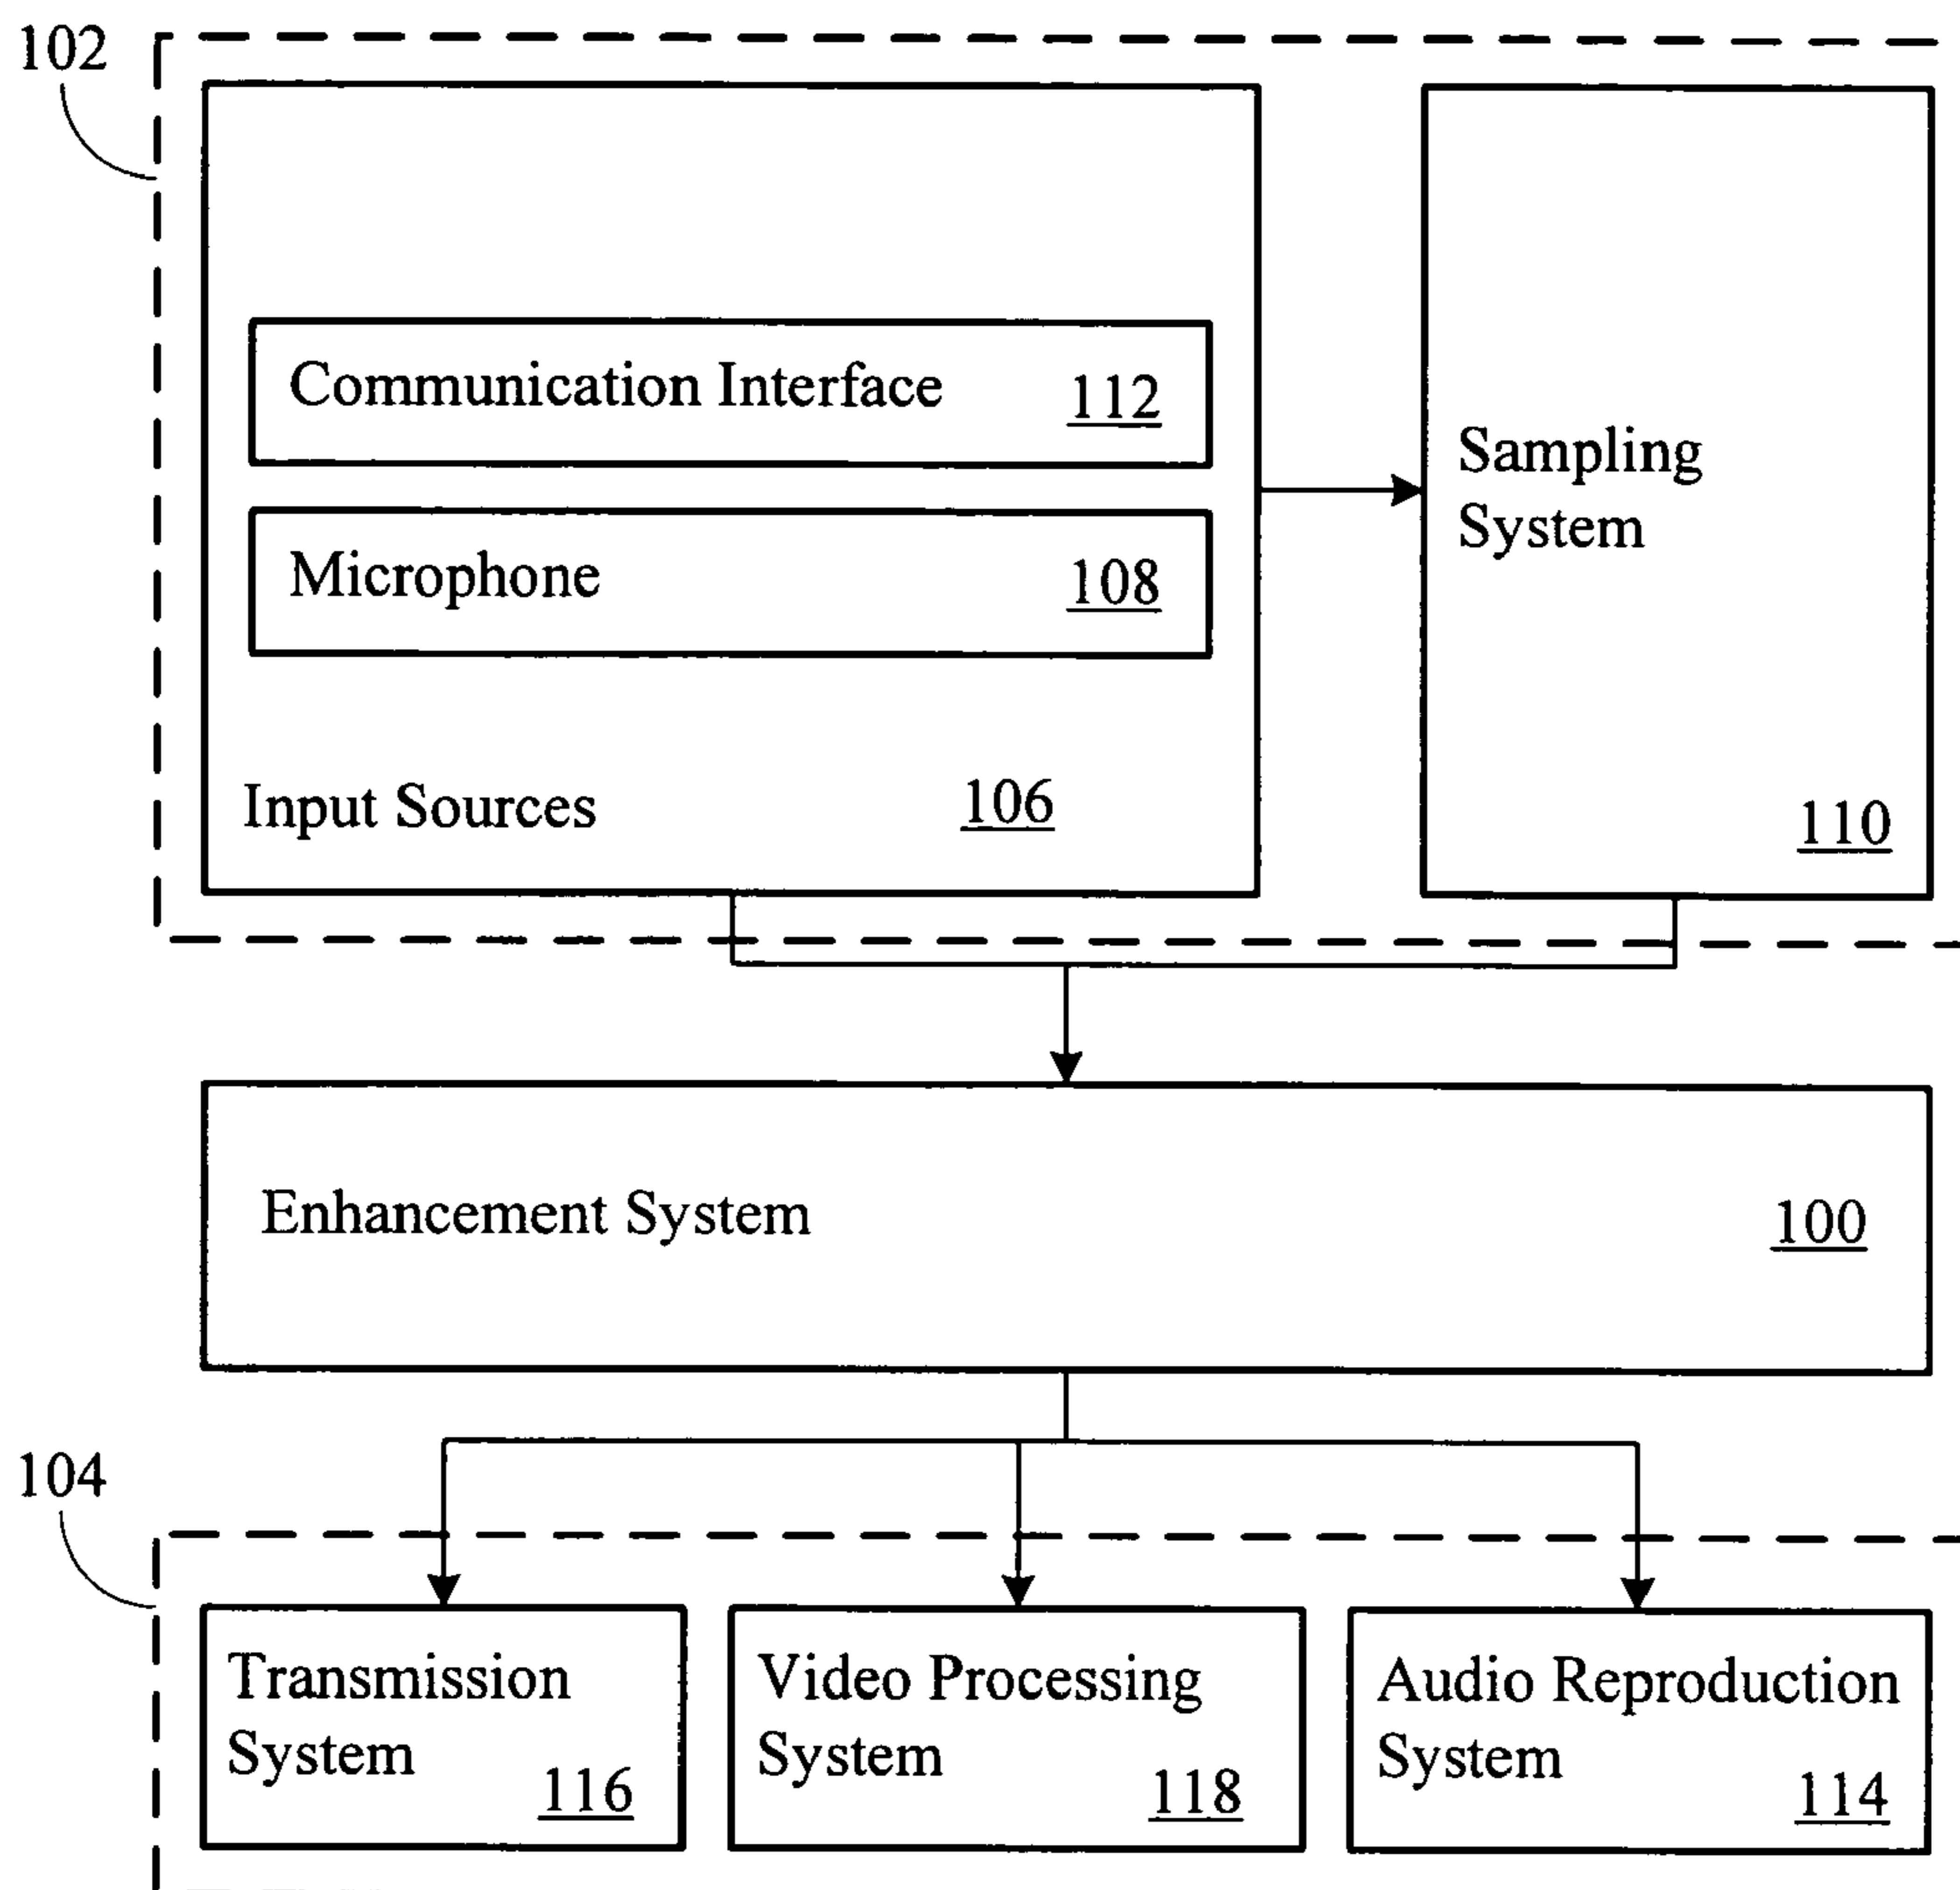 102
Communication Interface 112
Microphone 108
Input Sources 106
Sampling
System
110
Enhancement System 100
104
Transmission
System
116
Video Processing
System
118
Audio Reproduction
System
114